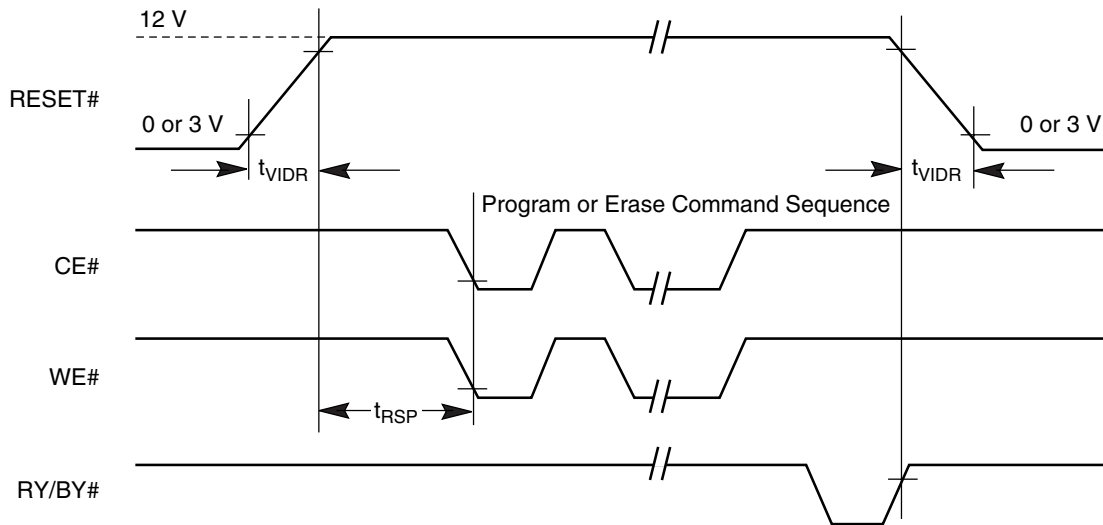 12 V
RESET#
0 or 3 V
0 or 3 V
tVIDR
tVIDR
Program or Erase Command Sequence
CE#
WE#
tRSP
RY/BY#